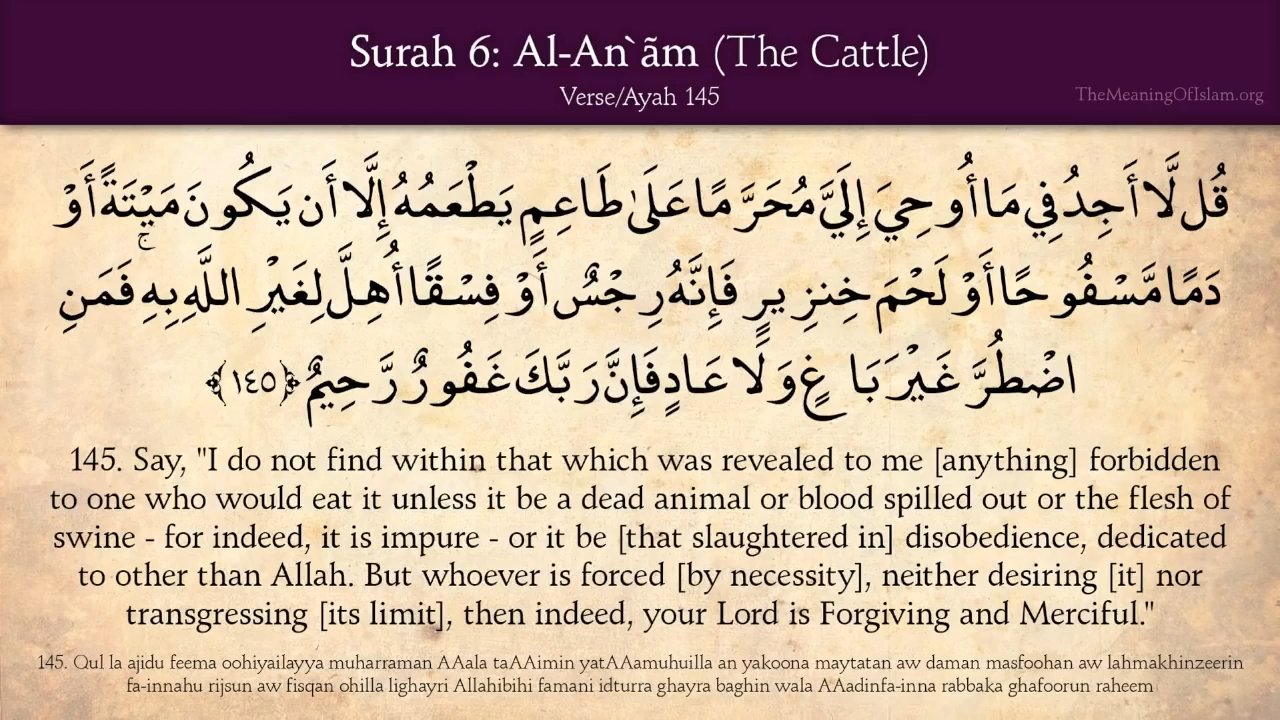 Surah 6: Al-An`ãm (The Cattle)
Verse/Ayah 145
TheMeaningOfIslam.org
قُل لَّا أَجِدُ فِي مَا أُوحِيَ إِلَيَّ مُحَرَّمًا عَلَىٰ طَاعِمٍ يَطْعَمُهُ إِلَّا أَن يَكُونَ مَيْتَةً أَوْ
دَمًا مَّسْفُوحًا أَوْ لَحْمَ خِنزِيرٍ فَإِنَّهُ رِجْسٌ أَوْ فِسْقًا أُهِلَّ لِغَيْرِ اللَّهِ بِهِ ۚ فَمَنِ
اضْطُرَّ غَيْرَ بَاغٍ وَلَا عَادٍ فَإِنَّ رَبَّكَ غَفُورٌ رَّحِيمٌ ﴿١٤٥﴾
145. Say, "I do not find within that which was revealed to me [anything] forbidden
to one who would eat it unless it be a dead animal or blood spilled out or the flesh of
swine - for indeed, it is impure - or it be [that slaughtered in] disobedience, dedicated
to other than Allah. But whoever is forced [by necessity], neither desiring [it] nor
transgressing [its limit], then indeed, your Lord is Forgiving and Merciful."
145. Qul la ajidu feema oohiyailayya muharraman AAala taAAimin yatAAamuhuilla an yakoona maytatan aw daman masfoohan aw lahmakhinzeerin
fa-innahu rijsun aw fisqan ohilla lighayri Allahibihi famani idturra ghayra baghin wala AAadinfa-inna rabbaka ghafoorun raheem